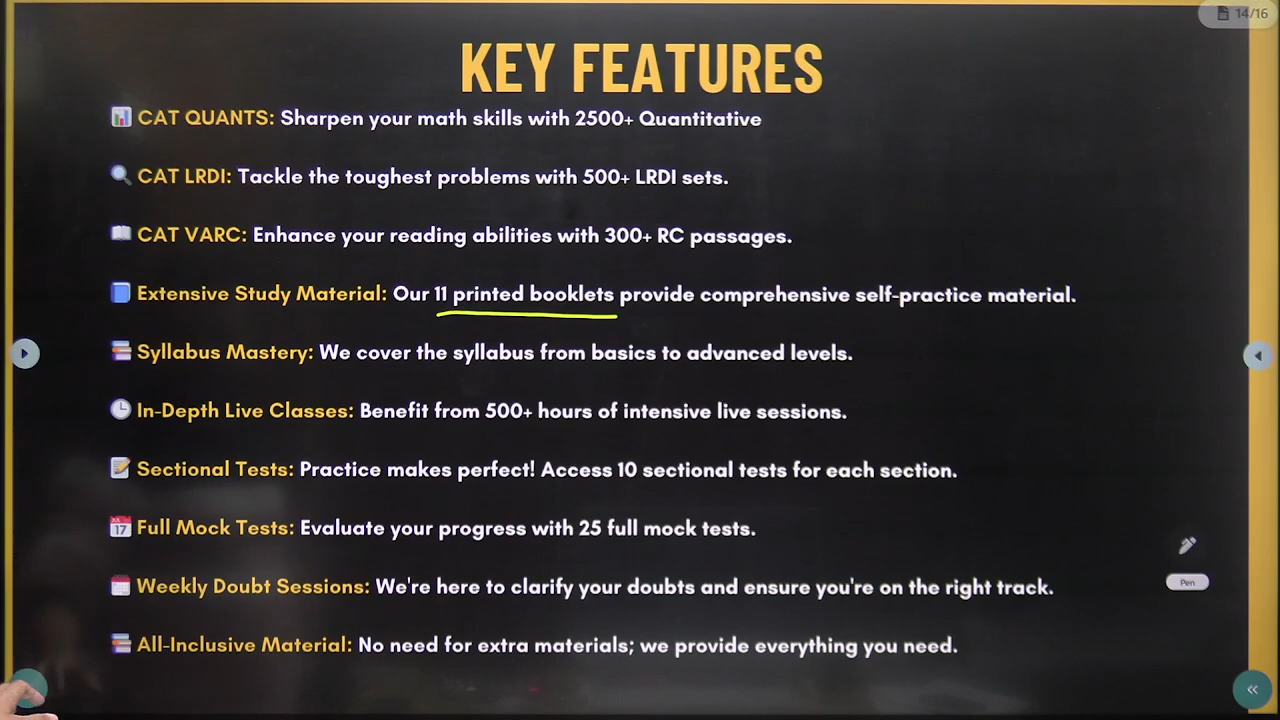 14/16
KEY FEATURES
CAT QUANTS: Sharpen your math skills with 2500+ Quantitative
CAT LRDI: Tackle the toughest problems with 500+ LRDI sets.
CAT VARC: Enhance your reading abilities with 300+ RC passages.
Extensive Study Material: Our 11 printed booklets provide comprehensive self-practice material.
Syllabus Mastery: We cover the syllabus from basics to advanced levels.
In-Depth Live Classes: Benefit from 500+ hours of intensive live sessions.
Sectional Tests: Practice makes perfect! Access 10 sectional tests for each section.
17 Full Mock Tests: Evaluate your progress with 25 full mock tests.
Weekly Doubt Sessions: We're here to clarify your doubts and ensure you're on the right track.
All-Inclusive Material: No need for extra materials; we provide everything you need.
Pen